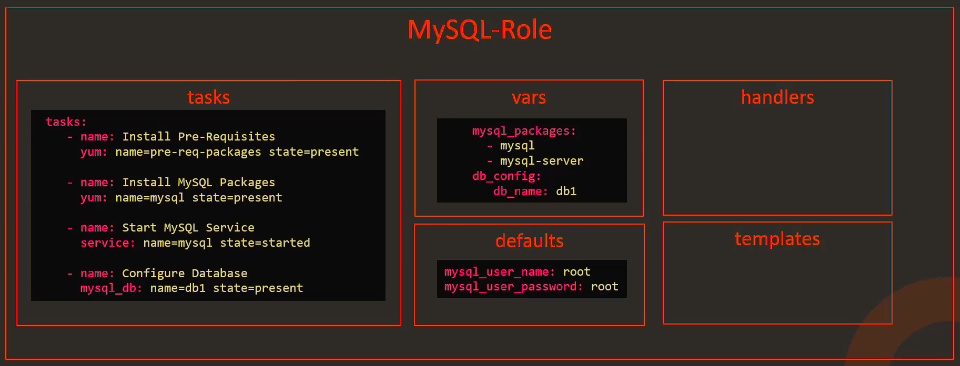 MySQL-Role
tasks
tasks:
- name: Install Pre-Requisites
yum: name=pre-req-packages state=present
- name: Install MySQL Packages
yum: name=mysql state=present
- name: Start MySQL Service
service: name=mysql state=started
- name: Configure Database
mysql_db: name=db1 state=present
vars
mysql_packages:
- mysql
- mysql-server
db_config:
db_name: db1
defaults
mysql_user_name: root
mysql_user_password: root
handlers
templates